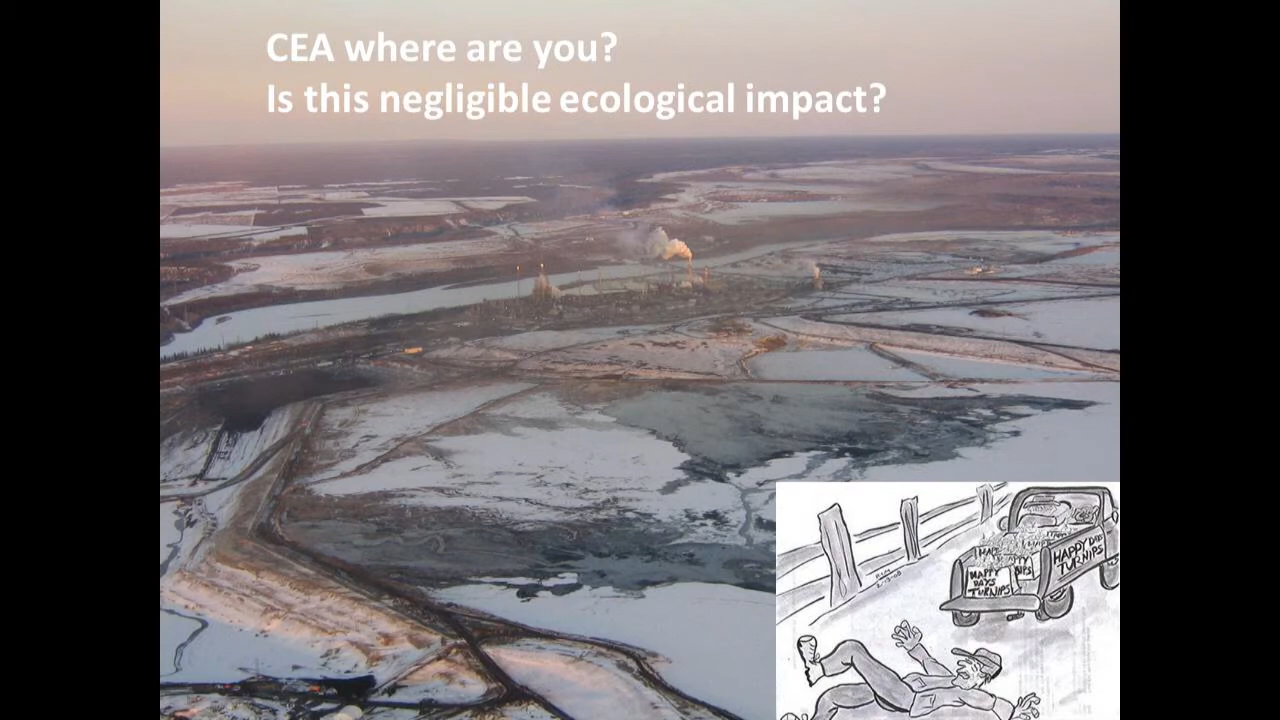 CEA where are you?
Is this negligible ecological impact?
HAPPY DAYS
TURNIPS
HAPPY
DAYS
TURNIPS